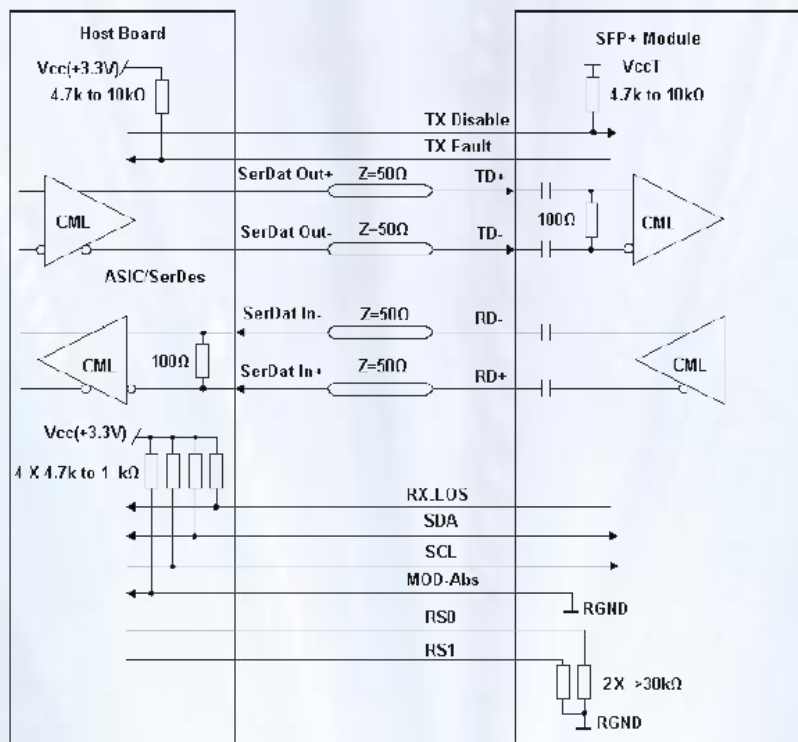 Host Board
SFP+ Module
Vcc(+3.3V)
4.7k to 10kΩ
VccT
4.7k to 10kΩ
TX Disable
TX Fault
SerDat Out+
Z=50Ω
TD+
CML
100Ω
CML
SerDat Out-
Z=50Ω
TD-
ASIC/SerDes
SerDat In-
Z=50Ω
RD-
CML
100Ω
CML
SerDat In+
Z=50Ω
RD+
Vcc(+3.3V)
4 X 4.7k to 1 kΩ
RX_LOS
SDA
SCL
MOD-Abs
RGND
RS0
RS1
2 X >30kΩ
RGND